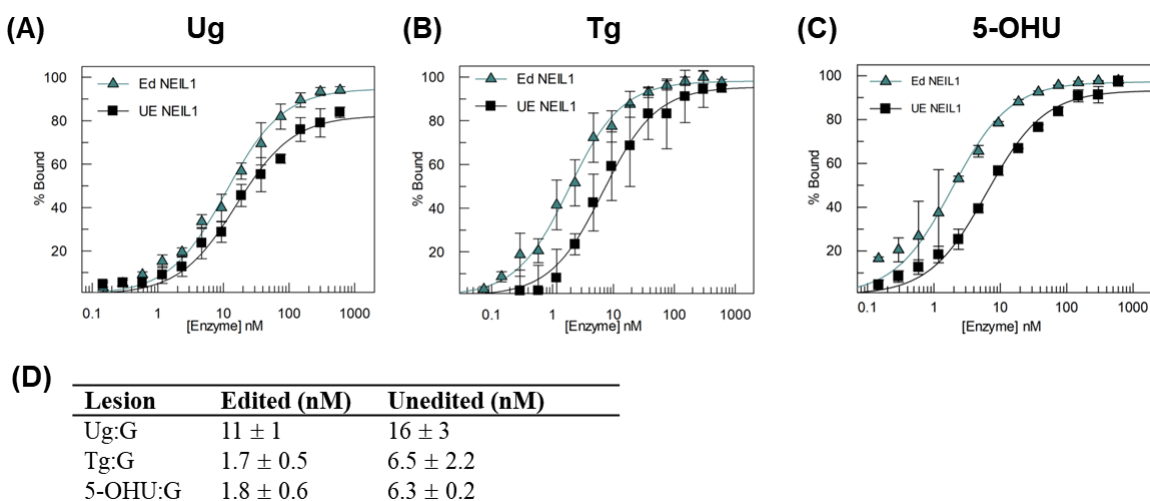 (A) Ug
Ed NEIL1
UE NEIL1
100
80
60
40
20
% Bound
0.1 1 10 100 1000
[Enzyme] nM
(B) Tg
Ed NEIL1
UE NEIL1
100
80
60
40
20
% Bound
0.1 1 10 100 1000
[Enzyme] nM
(C) 5-OHU
Ed NEIL1
UE NEIL1
100
80
60
40
20
% Bound
0.1 1 10 100 1000
[Enzyme] nM
(D)
Lesion Edited (nM) Unedited (nM)
Ug:G 11 ± 1 16 ± 3
Tg:G 1.7 ± 0.5 6.5 ± 2.2
5-OHU:G 1.8 ± 0.6 6.3 ± 0.2